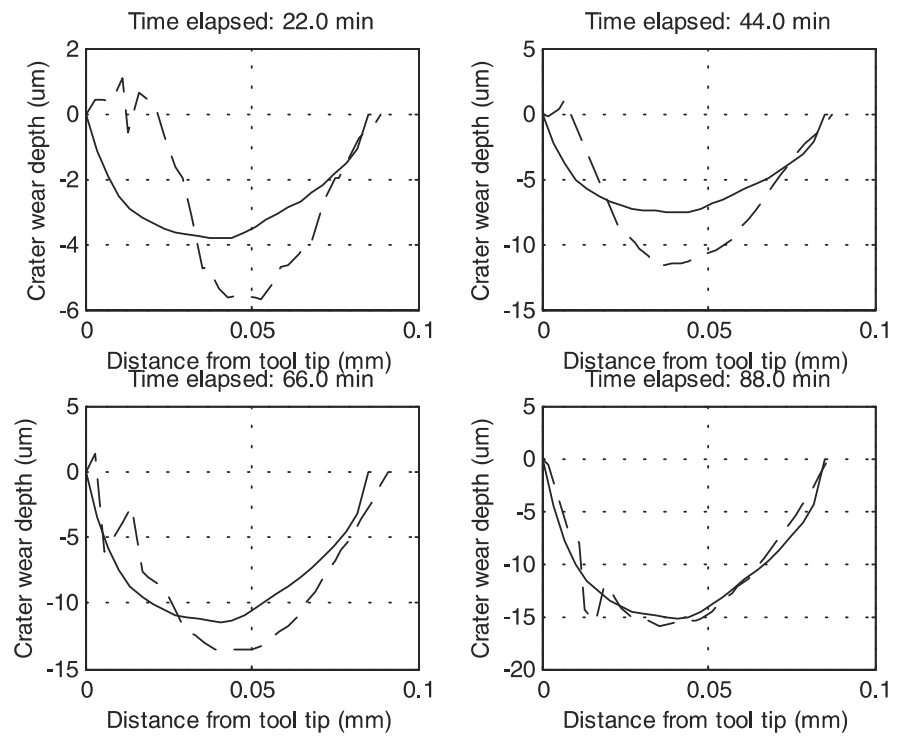 Time elapsed: 22.0 min
2
0
-2
-4
-6
Crater wear depth (um)
0
0.05
0.1
Distance from tool tip (mm)
Time elapsed: 44.0 min
5
0
-5
-10
-15
Crater wear depth (um)
0
0.05
0.1
Distance from tool tip (mm)
Time elapsed: 66.0 min
5
0
-5
-10
-15
Crater wear depth (um)
0
0.05
0.1
Distance from tool tip (mm)
Time elapsed: 88.0 min
5
0
-5
-10
-15
-20
Crater wear depth (um)
0
0.05
0.1
Distance from tool tip (mm)